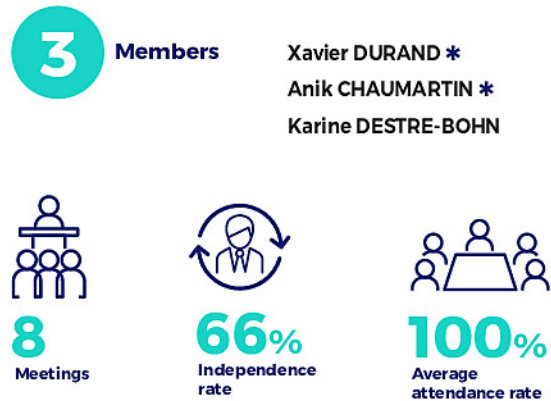 3 Members
Xavier DURAND *
Anik CHAUMARTIN *
Karine DESTRE-BOHN
8
Meetings
66%
Independence
rate
100%
Average
attendance rate